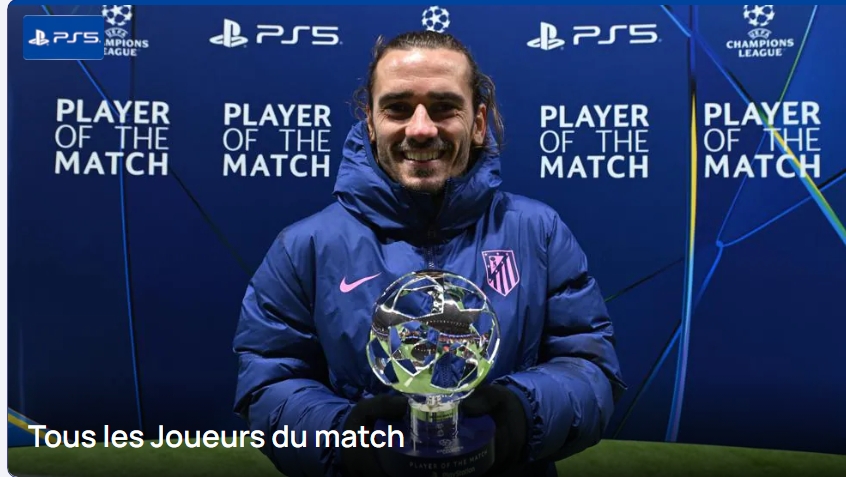 PS5
CHAMPIONS
LEAGUE
PS5
PS5
CHAMPIONS
LEAGUE
PLAYER
OF THE
MATCH
PLAYER
OF THE
MATCH
PLAYER
OF THE
MATCH
PLAYER
OF THE
MATCH
Tous les Joueurs du match
PLAYER OF THE MATCH